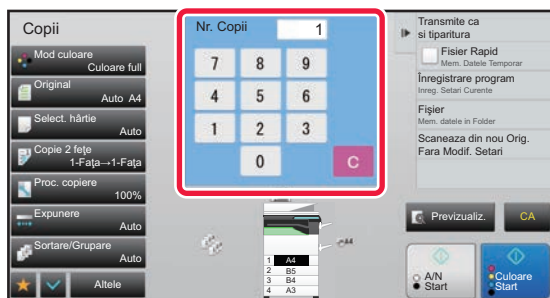 Copii
Mod culoare
Culoare full
Original
Auto A4
Select. hârtie
Auto
Copie 2 feţe
1-Faţa→1-Faţa
Proc. copiere
100%
Expunere
Auto
Sortare/Grupare
Auto
Altele
Nr. Copii
1
7 8 9
4 5 6
1 2 3
0 C
A4
1 A4
2 B5
3 B4
4 A3
Transmite ca
si tiparitura
Fisier Rapid
Mem. Datele Temporar
Înregistrare program
Inreg. Setari Curente
Fişier
Mem. datele in Folder
Scaneaza din nou Orig.
Fara Modif. Setari
Previzualiz.
CA
A/N
Start
Culoare
Start